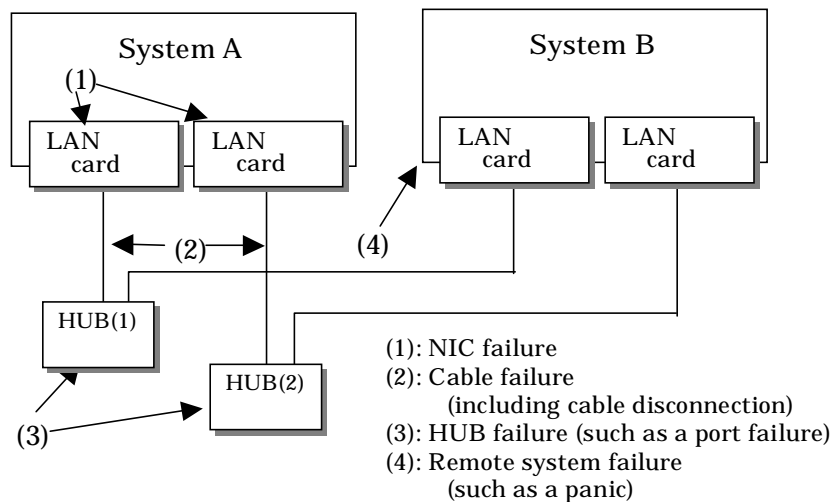 System A
System B
(1)
LAN
card
LAN
card
LAN
card
LAN
card
(2)
(4)
HUB(1)
HUB(2)
(3)
(1): NIC failure
(2): Cable failure
(including cable disconnection)
(3): HUB failure (such as a port failure)
(4): Remote system failure
(such as a panic)